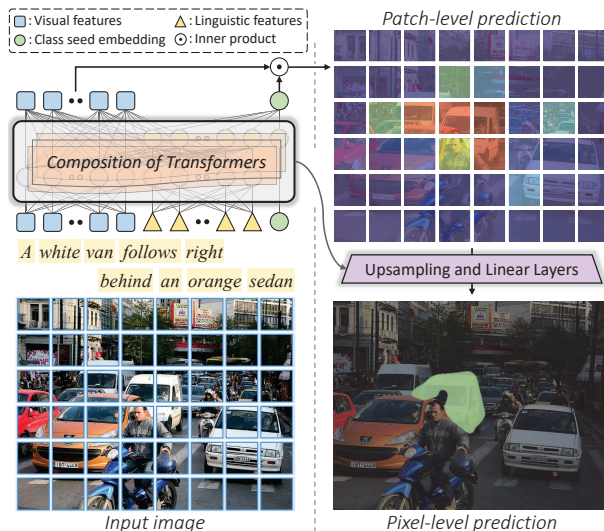 : Visual features
: Linguistic features
: Class seed embedding
: Inner product
Composition of Transformers
A white van follows right
behind an orange sedan
Input image
Patch-level prediction
Upsampling and Linear Layers
Pixel-level prediction